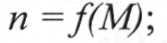 n = f(M);